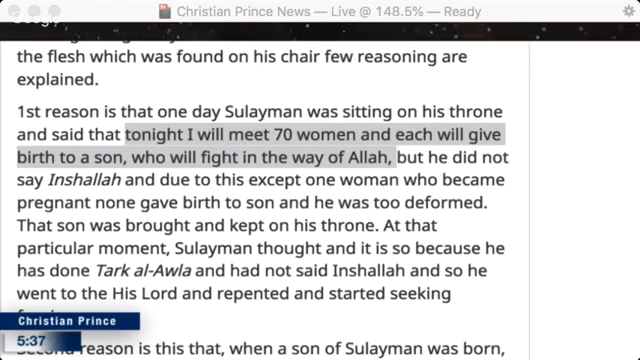 Christian Prince News — Live @ 148.5% — Ready
the flesh which was found on his chair few reasoning are
explained.
1st reason is that one day Sulayman was sitting on his throne
and said that tonight I will meet 70 women and each will give
birth to a son, who will fight in the way of Allah, but he did not
say Inshallah and due to this except one woman who became
pregnant none gave birth to son and he was too deformed.
That son was brought and kept on his throne. At that
particular moment, Sulayman thought and it is so because he
has done Tark al-Awla and had not said Inshallah and so he
went to the His Lord and repented and started seeking
Christian Prince
5:37
reason is this that, when a son of Sulayman was born,